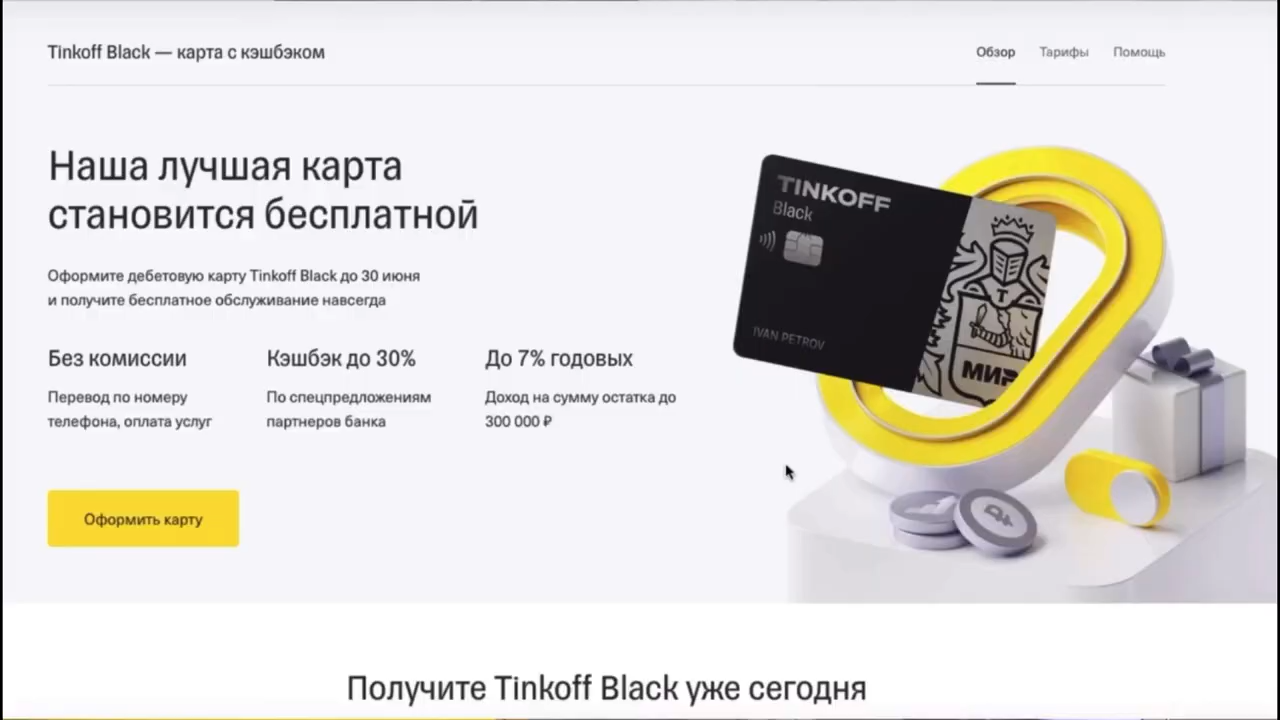 Tinkoff Black — карта с кэшбэком
Обзор
Тарифы
Помощь
Наша лучшая карта
становится бесплатной
Оформите дебетовую карту Tinkoff Black до 30 июня
и получите бесплатное обслуживание навсегда
Без комиссии
Перевод по номеру
телефона, оплата услуг
Кэшбэк до 30%
По спецпредложениям
партнеров банка
До 7% годовых
Доход на сумму остатка до
300 000 ₽
Оформить карту
TINKOFF
Black
IVAN PETROV
T
МИР
₽
Получите Tinkoff Black уже сегодня